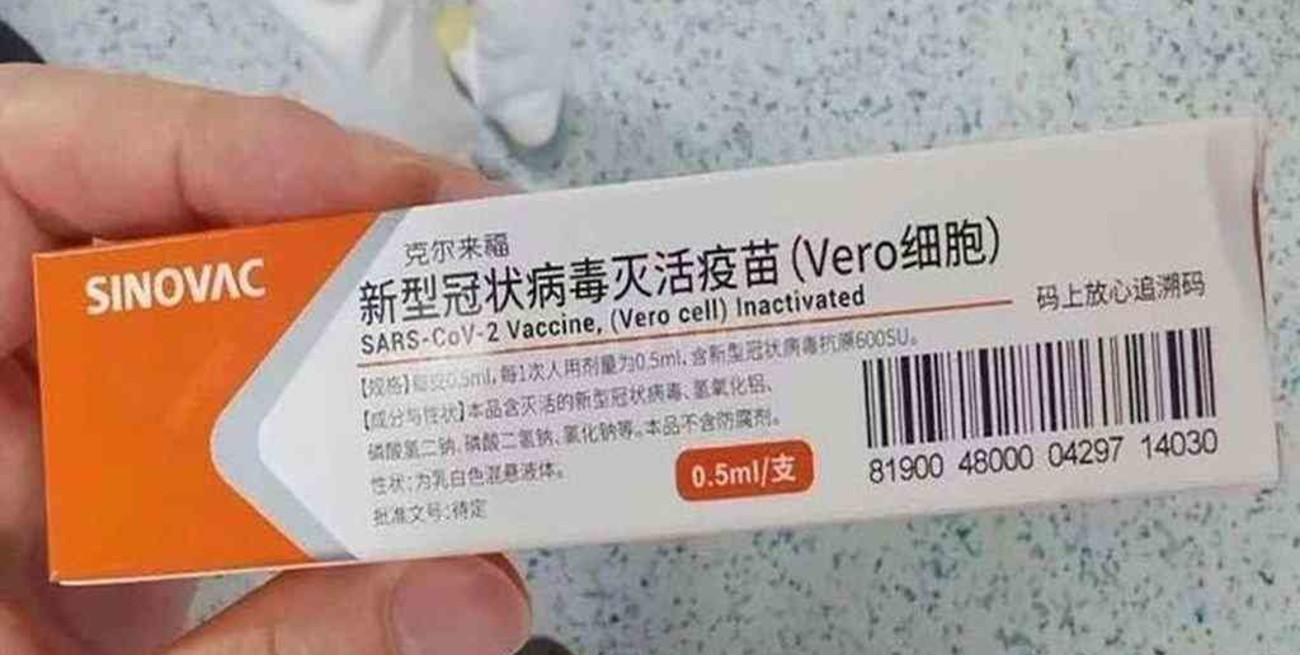 SINOVAC
克尔来福
新型冠状病毒灭活疫苗(Vero细胞)
SARS-CoV-2 Vaccine, (Vero cell) Inactivated
码上放心追溯码
【规格】每支0.5ml，每1次人用剂量为0.5ml，含新型冠状病毒抗原600SU。
【成分与性状】本品含灭活的新型冠状病毒、氢氧化铝、
磷酸氢二钠、磷酸二氢钠、氯化钠等。本品不含防腐剂。
性状：为乳白色混悬液体。
批准文号：待定
0.5ml/支
81900 48000 04297 14030